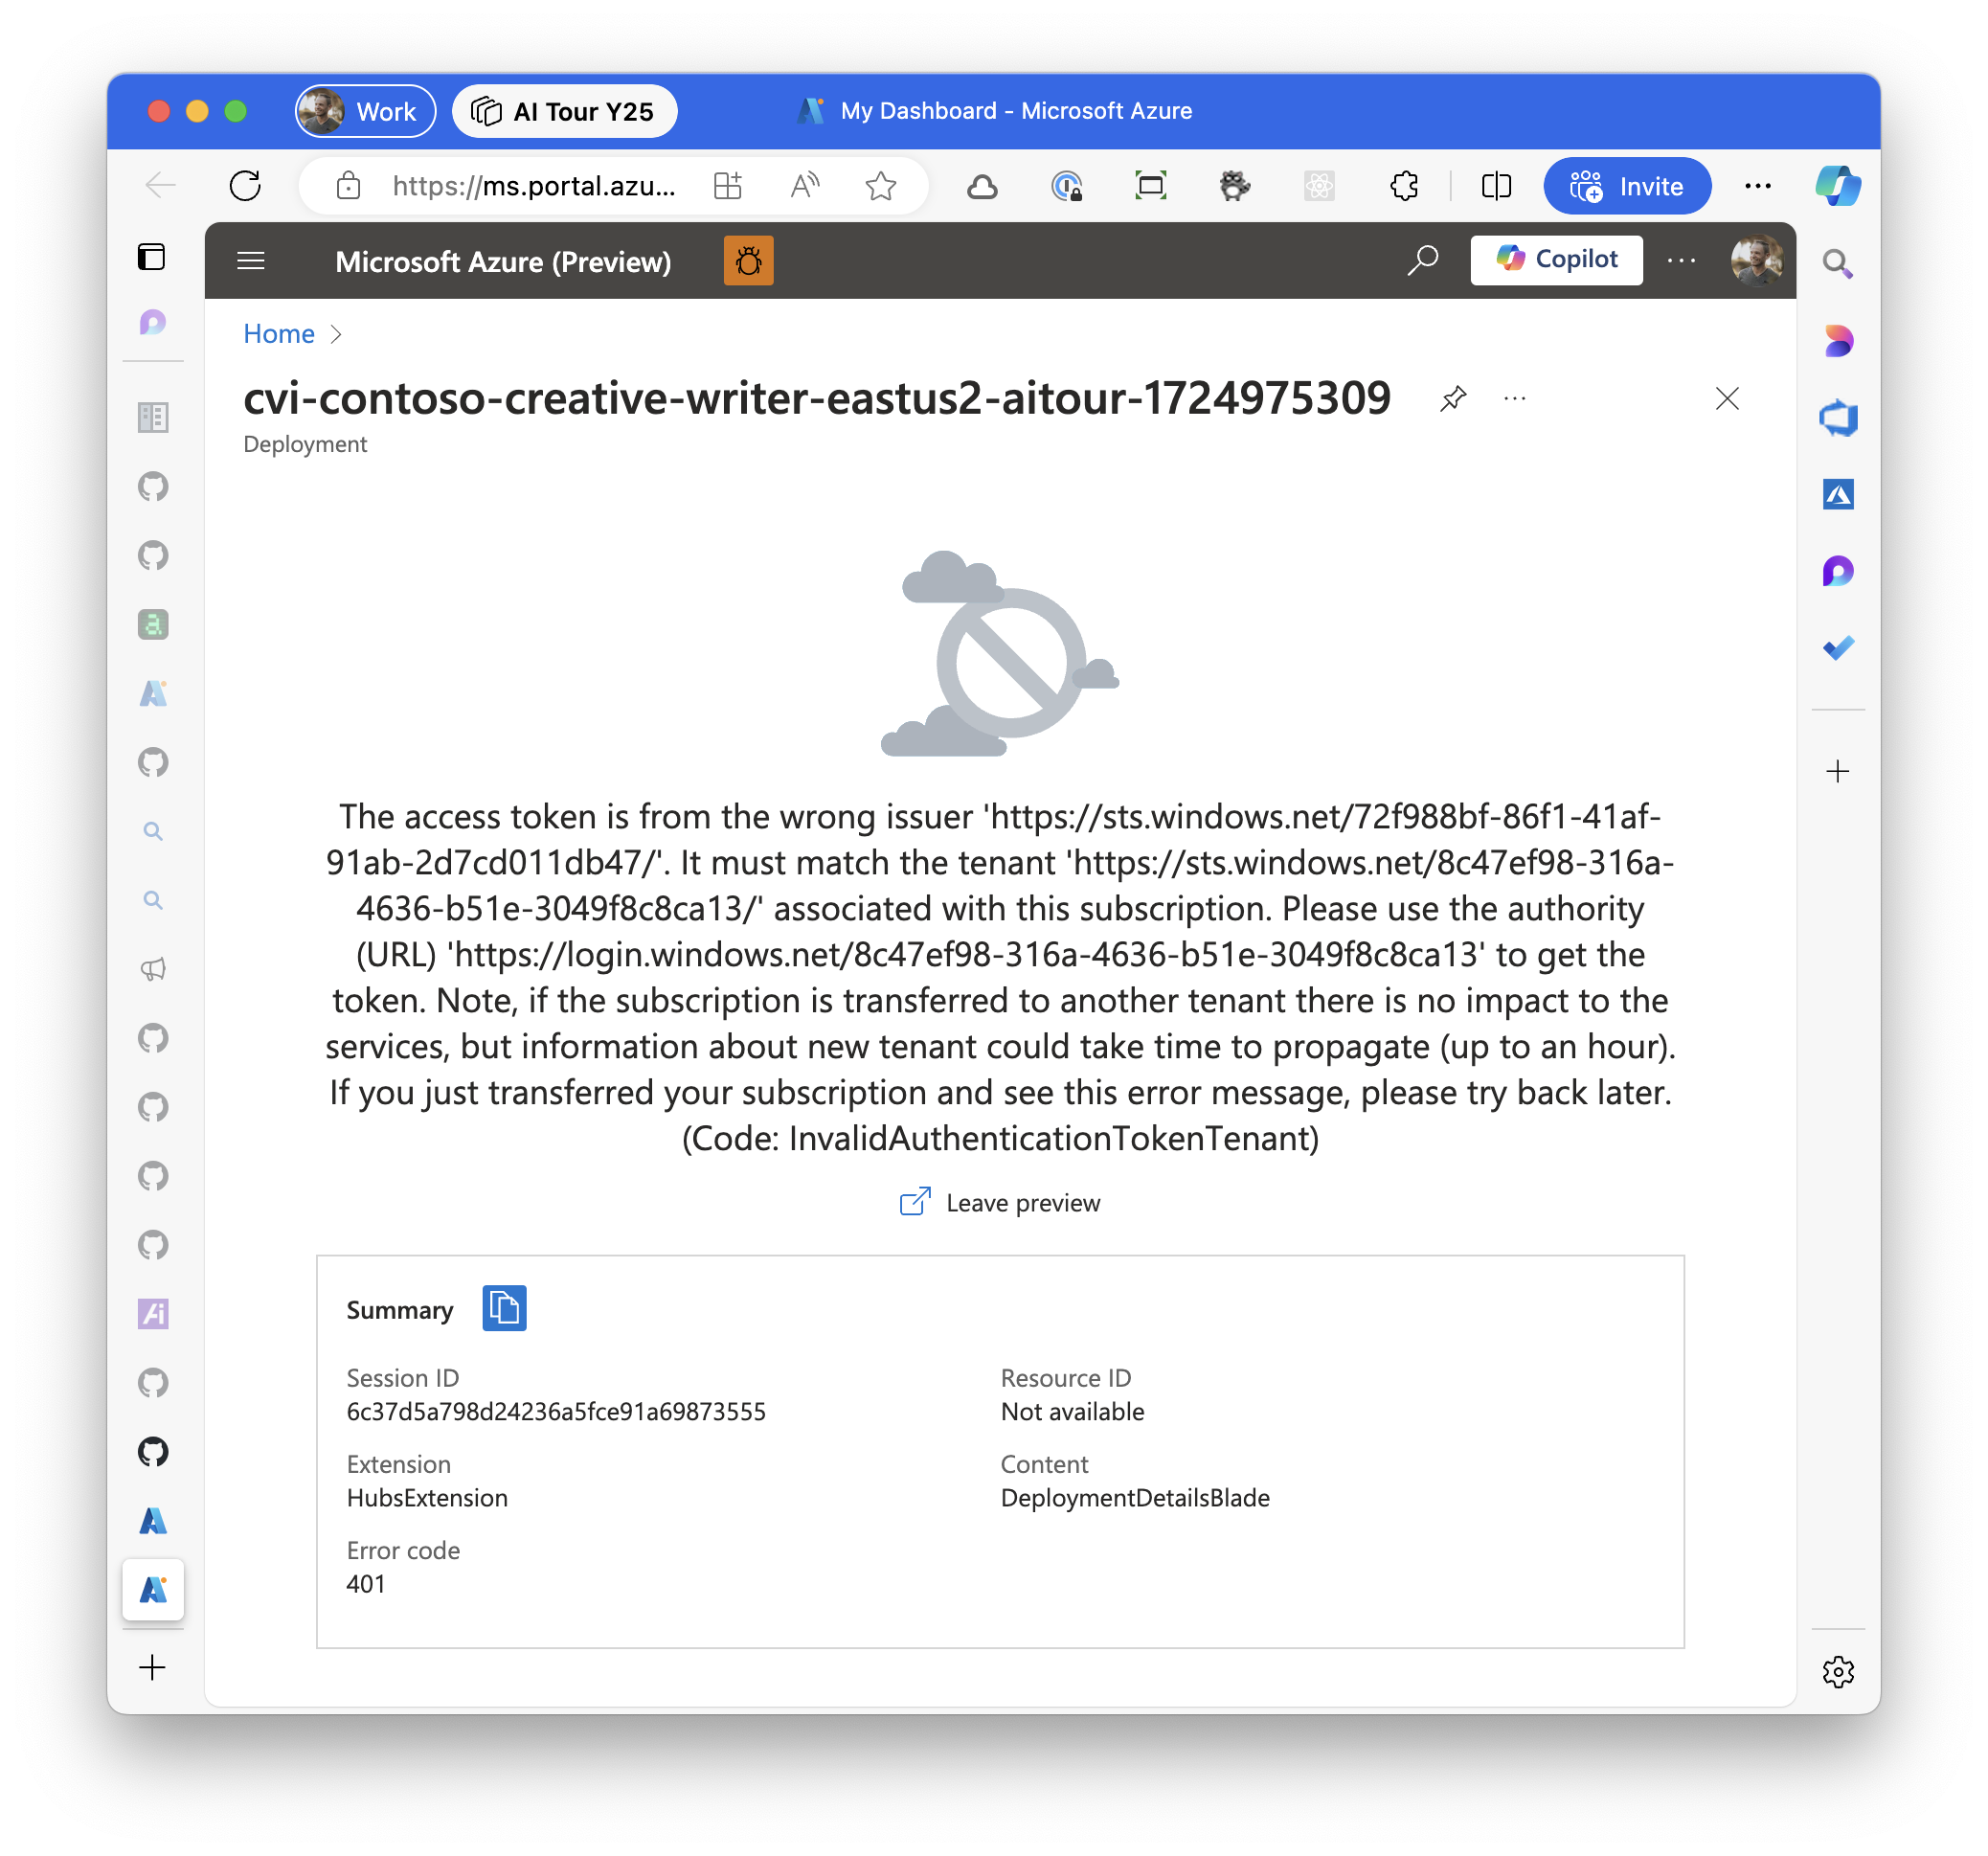 Work
AI Tour Y25
My Dashboard - Microsoft Azure
https://ms.portal.azu...
Invite
Microsoft Azure (Preview)
Copilot
Home
cvi-contoso-creative-writer-eastus2-aitour-1724975309
Deployment
The access token is from the wrong issuer 'https://sts.windows.net/72f988bf-86f1-41af-
91ab-2d7cd011db47/'. It must match the tenant 'https://sts.windows.net/8c47ef98-316a-
4636-b51e-3049f8c8ca13/' associated with this subscription. Please use the authority
(URL) 'https://login.windows.net/8c47ef98-316a-4636-b51e-3049f8c8ca13' to get the
token. Note, if the subscription is transferred to another tenant there is no impact to the
services, but information about new tenant could take time to propagate (up to an hour).
If you just transferred your subscription and see this error message, please try back later.
(Code: InvalidAuthenticationTokenTenant)
Leave preview
Summary
Session ID
6c37d5a798d24236a5fce91a69873555
Resource ID
Not available
Extension
HubsExtension
Content
DeploymentDetailsBlade
Error code
401